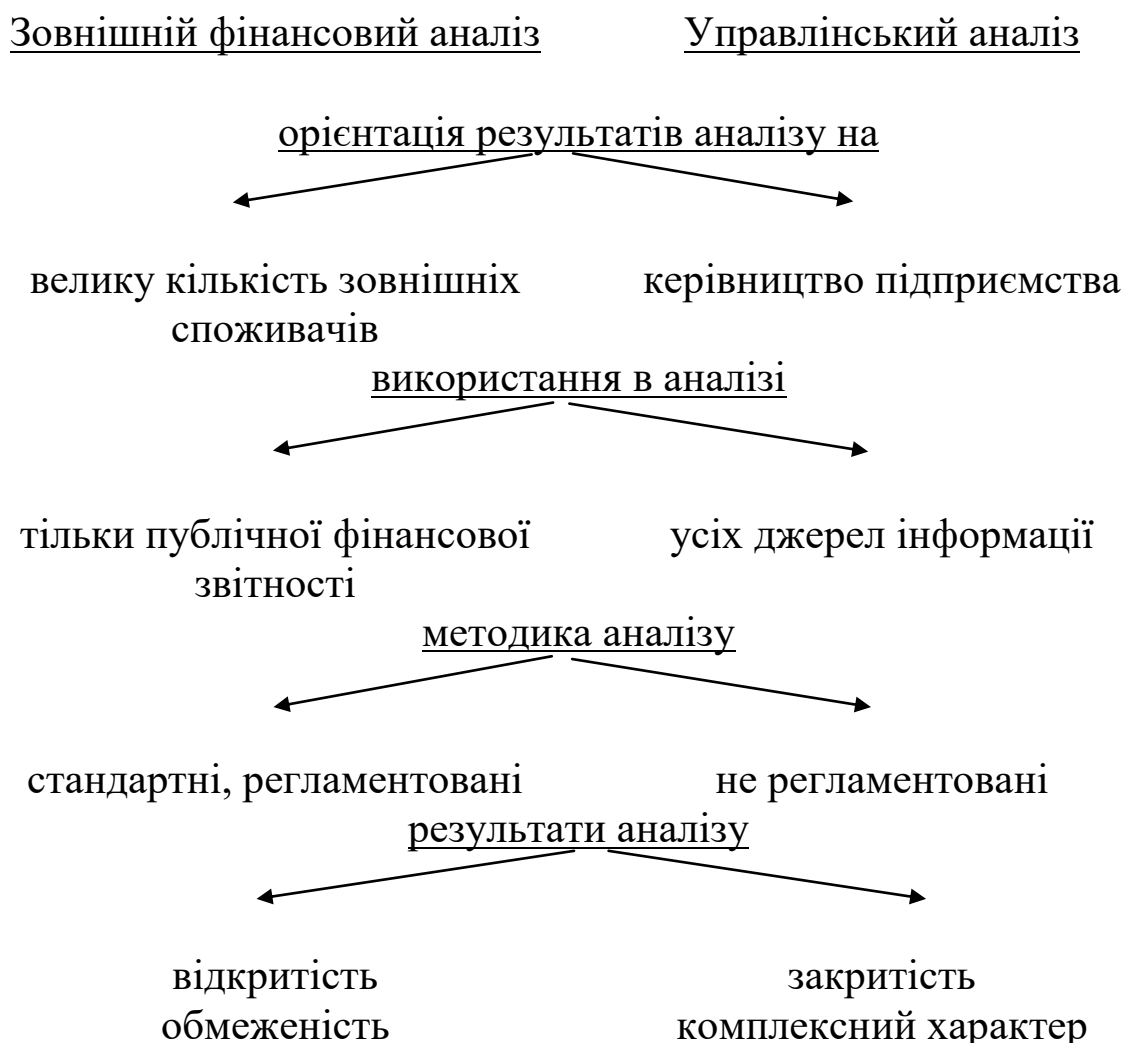 Зовнішній фінансовий аналіз Управлінський аналіз
орієнтація результатів аналізу на
велику кількість зовнішніх керівництво підприємства
споживачів
використання в аналізі
тільки публічної фінансової усіх джерел інформації
звітності
методика аналізу
стандартні, регламентовані не регламентовані
результати аналізу
відкритість закритість
обмеженість комплексний характер